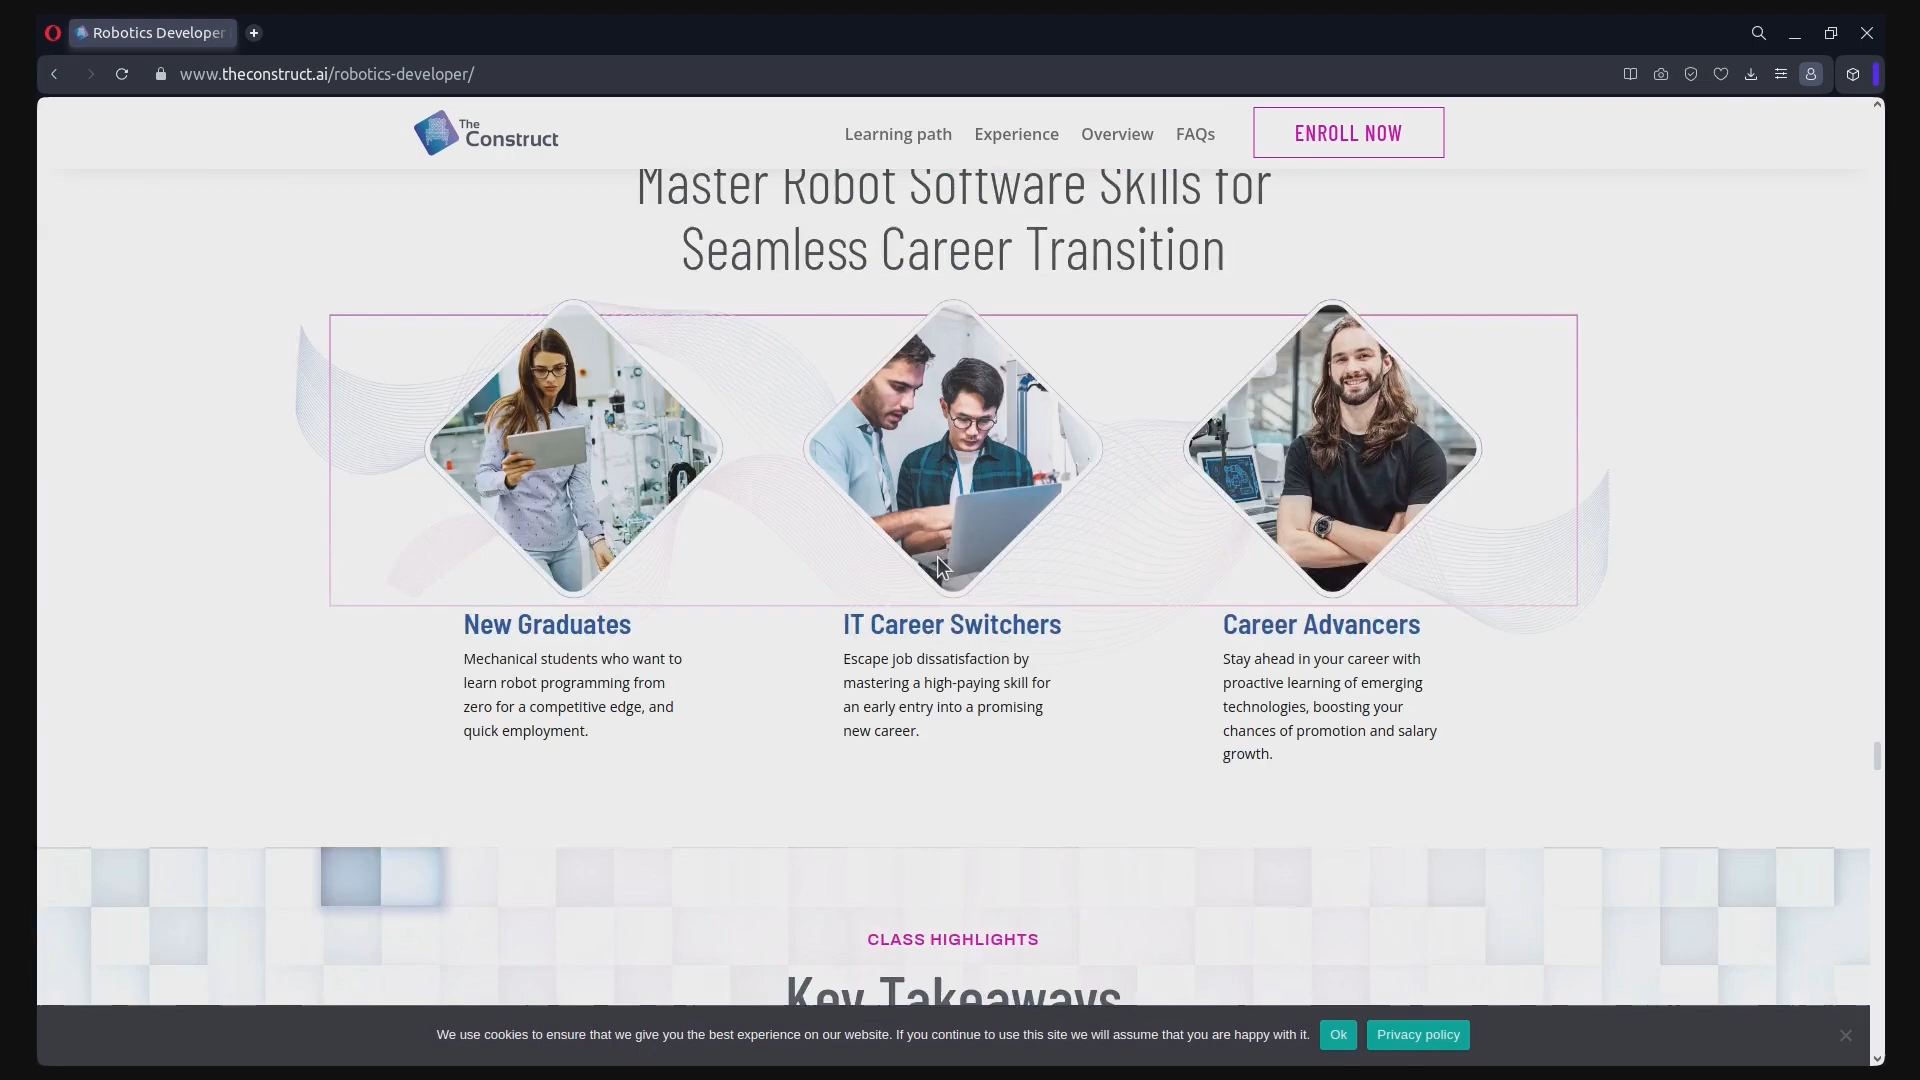 Robotics Developer
www.theconstruct.ai/robotics-developer/
The
Construct
Learning path
Experience
Overview
FAQs
ENROLL NOW
Master Robot Software Skills for
Seamless Career Transition
New Graduates
Mechanical students who want to
learn robot programming from
zero for a competitive edge, and
quick employment.
IT Career Switchers
Escape job dissatisfaction by
mastering a high-paying skill for
an early entry into a promising
new career.
Career Advancers
Stay ahead in your career with
proactive learning of emerging
technologies, boosting your
chances of promotion and salary
growth.
CLASS HIGHLIGHTS
Key Takeaways
We use cookies to ensure that we give you the best experience on our website. If you continue to use this site we will assume that you are happy with it.
Ok
Privacy policy